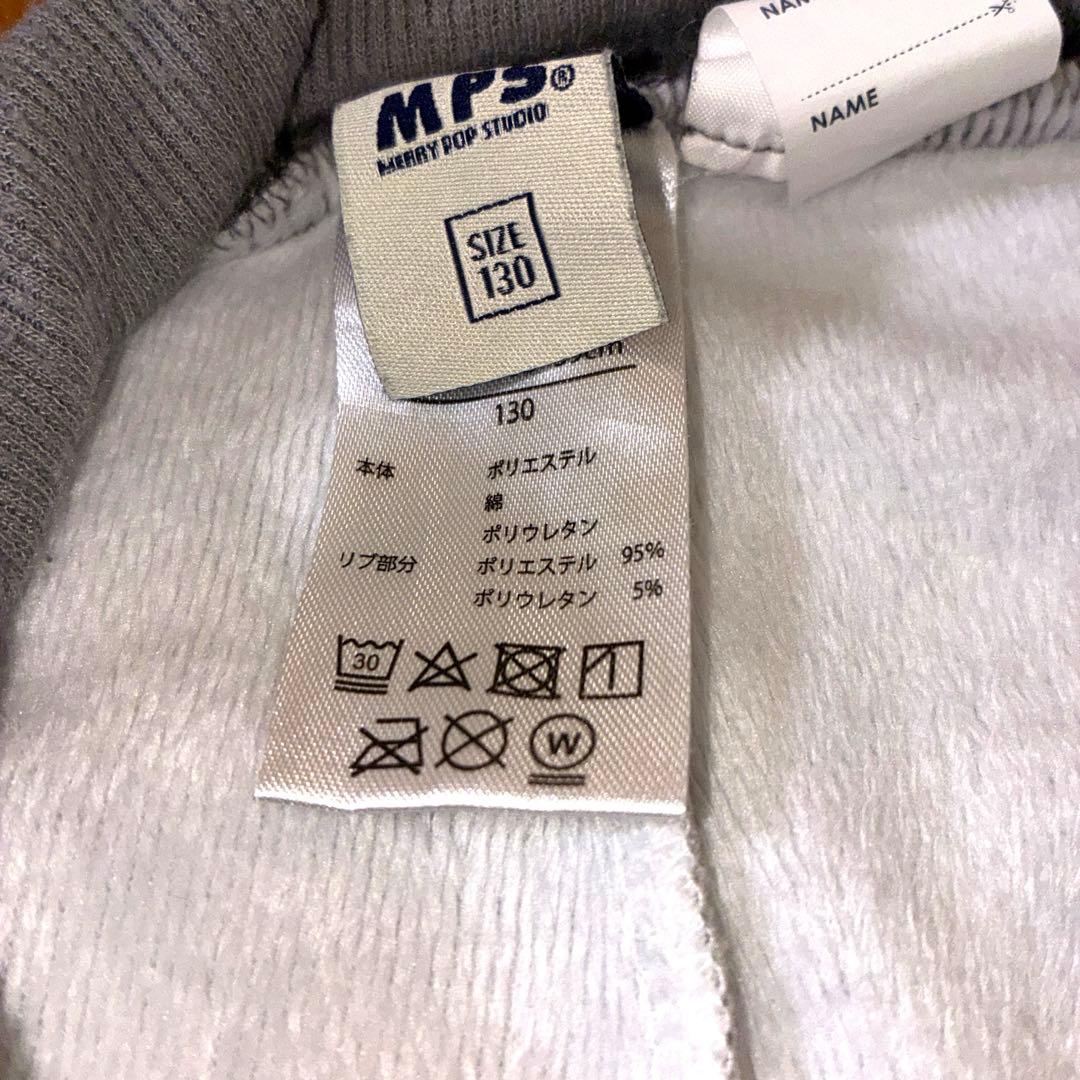 MPS®
MERRY POP STUDIO
SIZE
130
NAME
cm
130
本体 ポリエステル
綿
ポリウレタン
リブ部分 ポリエステル 95%
ポリウレタン 5%
30
W